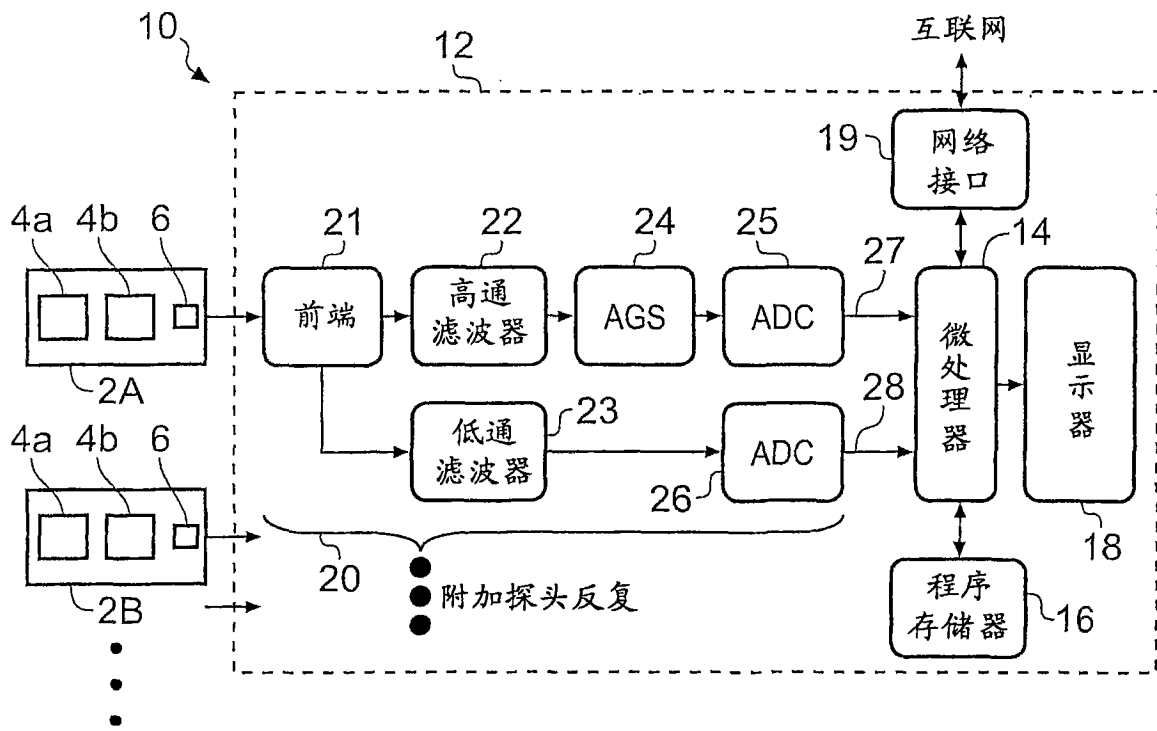 互联网
10
12
19
网络
接口
4a
4b
6
21
22
24
25
27
14
前端
高通
滤波器
AGS
ADC
微处理器
显示器
2A
23
28
4a
4b
6
低通
滤波器
ADC
26
18
2B
20
附加探头反复
程序
存储器
16